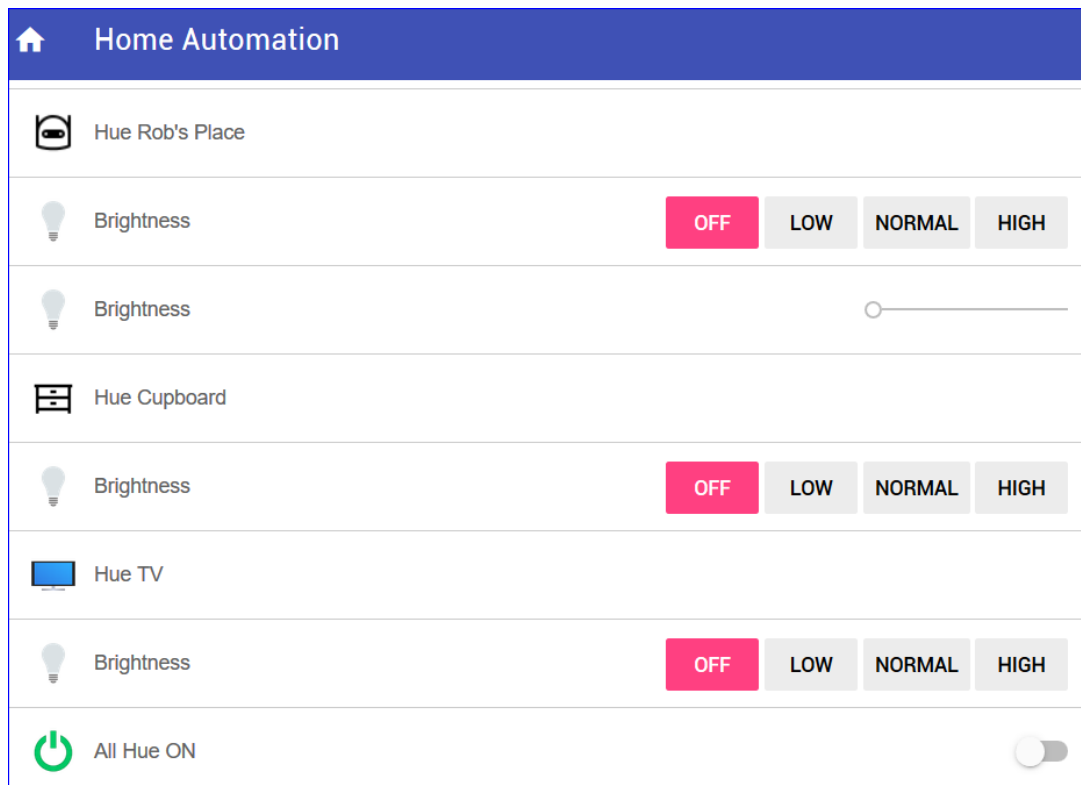 Home Automation
Hue Rob's Place
Brightness OFF LOW NORMAL HIGH
Brightness
Hue Cupboard
Brightness OFF LOW NORMAL HIGH
Hue TV
Brightness OFF LOW NORMAL HIGH
All Hue ON